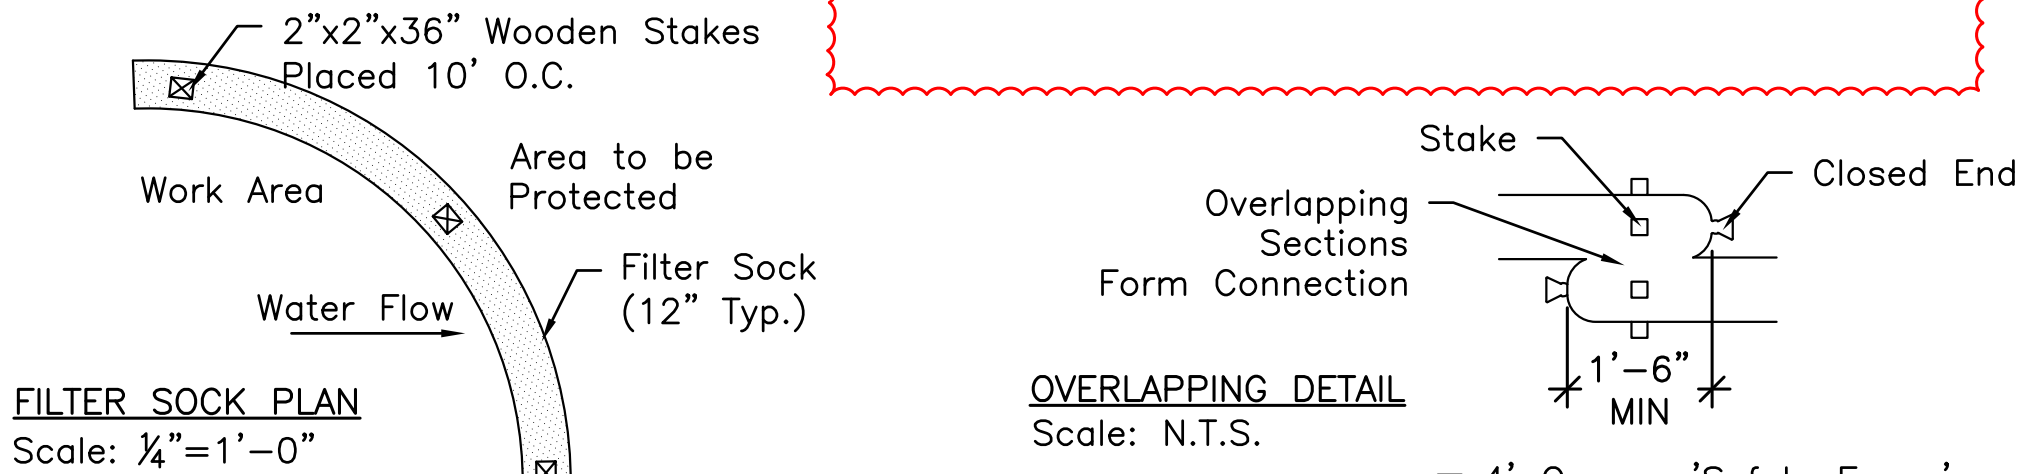 2"x2"x36" Wooden Stakes
Placed 10' O.C.
Area to be
Protected
Work Area
Filter Sock
(12" Typ.)
Water Flow
FILTER SOCK PLAN
Scale: ¼"=1'-0"
Stake
Closed End
Overlapping
Sections
Form Connection
1'-6"
MIN
OVERLAPPING DETAIL
Scale: N.T.S.